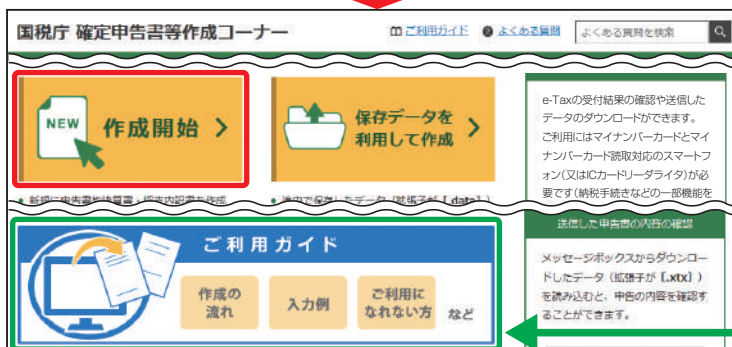 国税庁 確定申告書等作成コーナー
ご利用ガイド
よくある質問
よくある質問を検索
NEW
作成開始
保存データを
利用して作成
e-Taxの受付結果の確認や送信した
データのダウンロードができます。
ご利用にはマイナンバーカードとマイ
ナンバーカード読取対応のスマートフ
ォン(又はICカードリーダライタ)が必
要です(納税手続きなどの一部機能を
ご利用ガイド
作成の
流れ
入力例
ご利用に
なれない方
など
送信した申告書の内容の確認
メッセージボックスからダウンロー
ドしたデータ(拡張子が【.xtx】)
を読み込むと、申告の内容を確認す
ることができます。